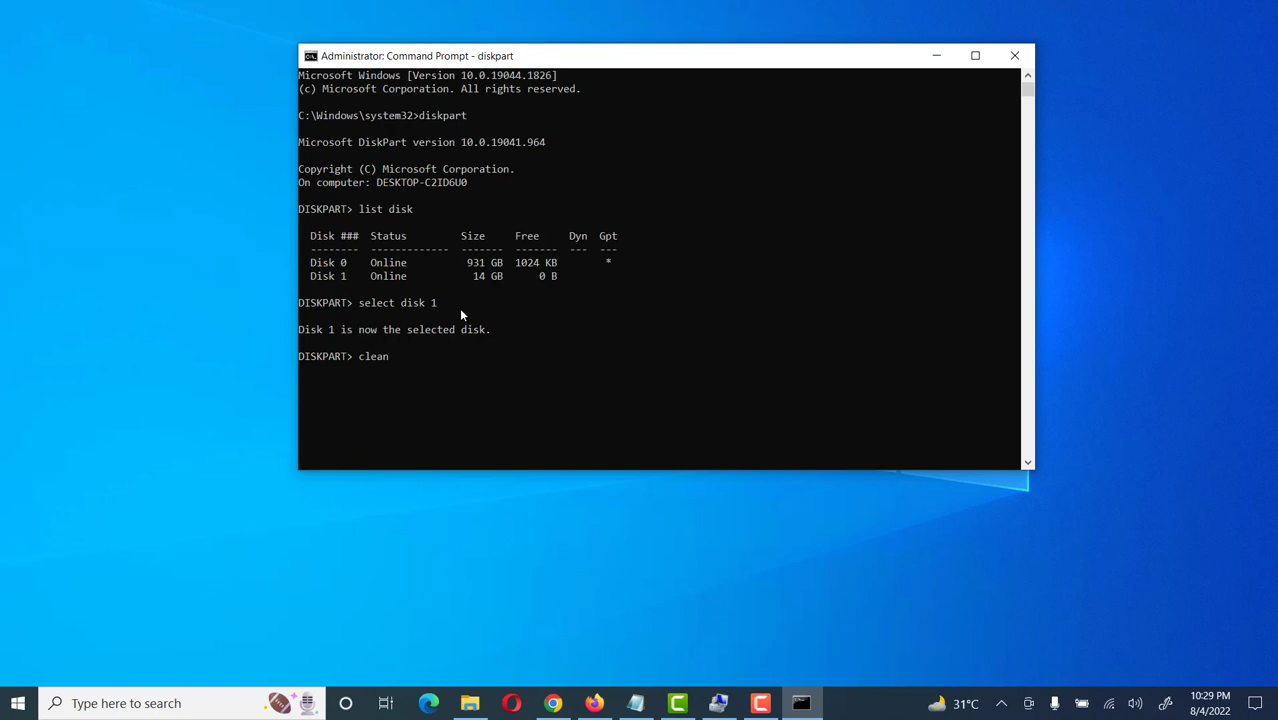 Administrator: Command Prompt - diskpart
Microsoft Windows [Version 10.0.19044.1826]
(c) Microsoft Corporation. All rights reserved.
C:\Windows\system32>diskpart
Microsoft DiskPart version 10.0.19041.964
Copyright (C) Microsoft Corporation.
On computer: DESKTOP-C2ID6U0
DISKPART> list disk
Disk ### Status Size Free Dyn Gpt
-------- ------------- ------- ------- --- ---
Disk 0 Online 931 GB 1024 KB *
Disk 1 Online 14 GB 0 B
DISKPART> select disk 1
Disk 1 is now the selected disk.
DISKPART> clean
Type here to search
31°C
10:29 PM
8/4/2022